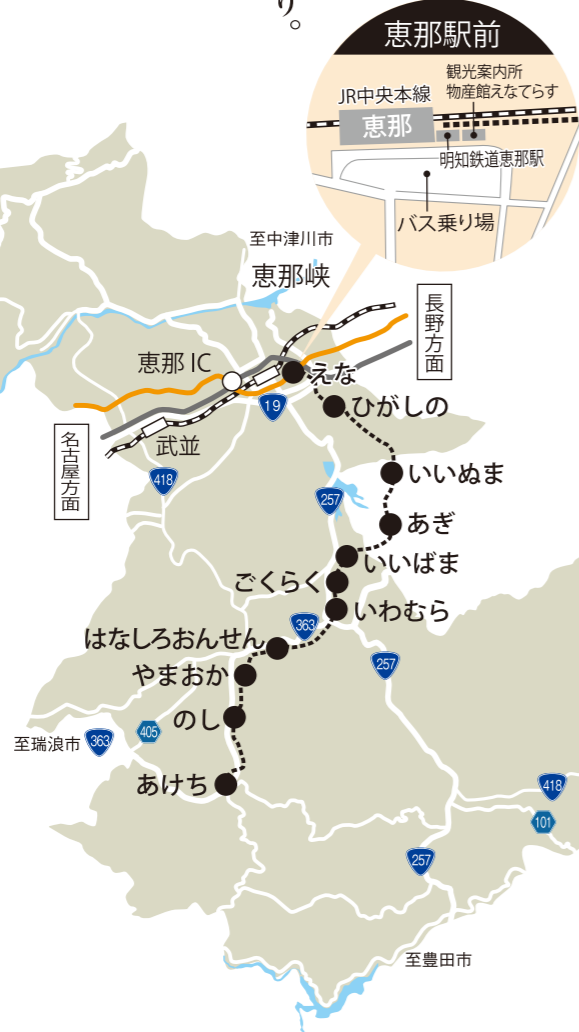 り。
恵那駅前
観光案内所
物産館えなてらす
JR中央本線
恵那
明知鉄道恵那駅
バス乗り場
至中津川市
恵那峡
長野方面
恵那IC
えな
19
ひがしの
武並
名古屋方面
418
いいぬま
257
あぎ
いいばま
ごくらく
いわむら
363
はなしろおんせん
257
やまおか
のし
405
至瑞浪市
363
あけち
418
101
257
至豊田市